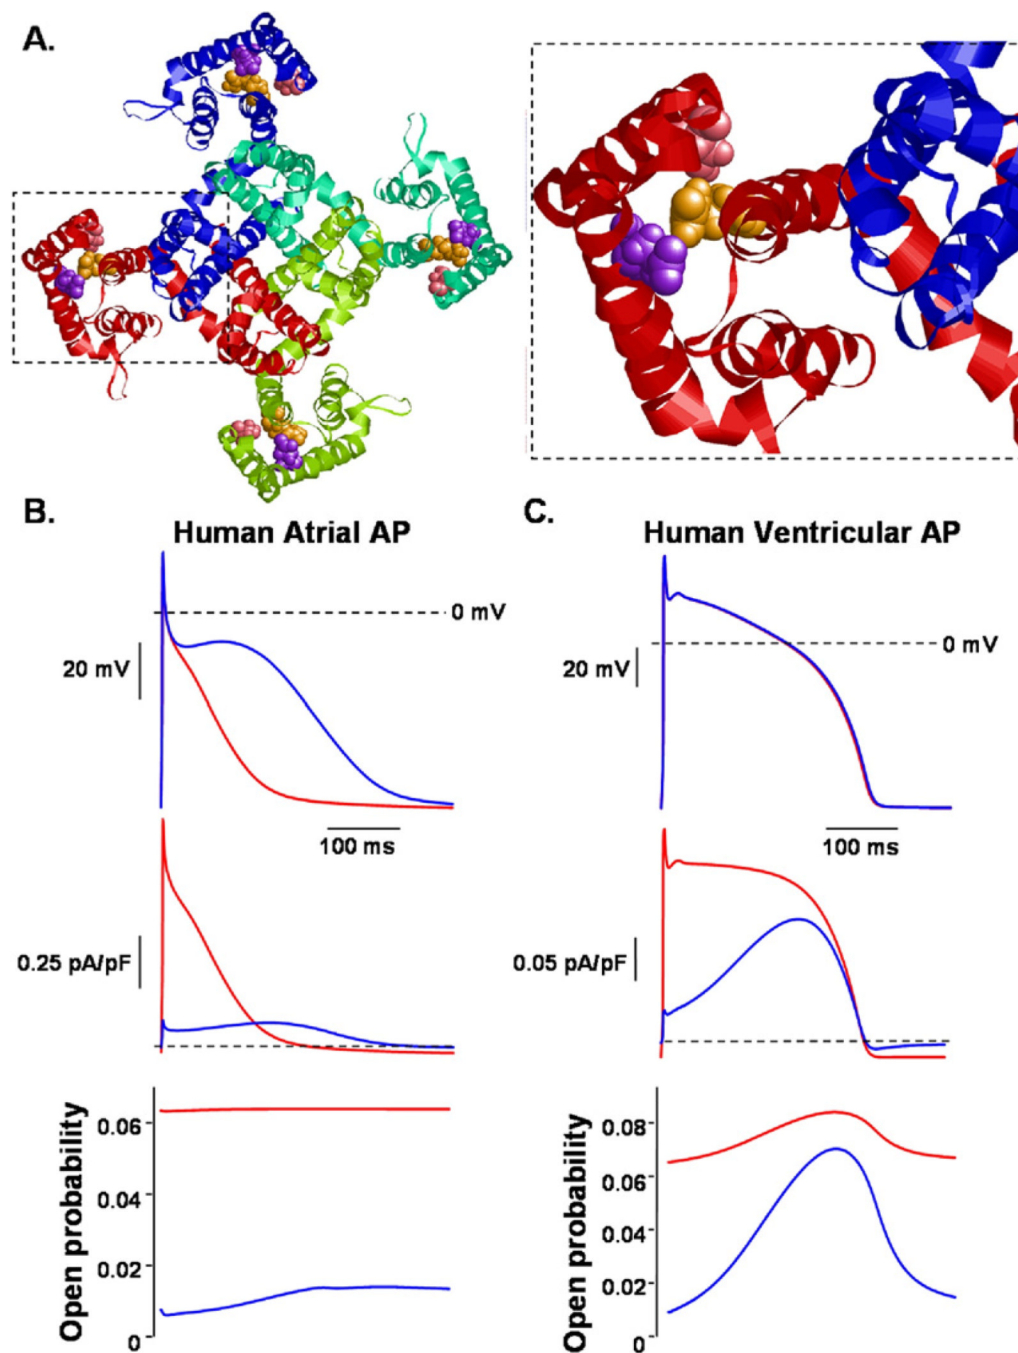 A.
B.
Human Atrial AP
0 mV
20 mV
100 ms
0.25 pA/pF
Open probability
0.06
0.04
0.02
0
C.
Human Ventricular AP
0 mV
20 mV
100 ms
0.05 pA/pF
Open probability
0.08
0.06
0.04
0.02
0